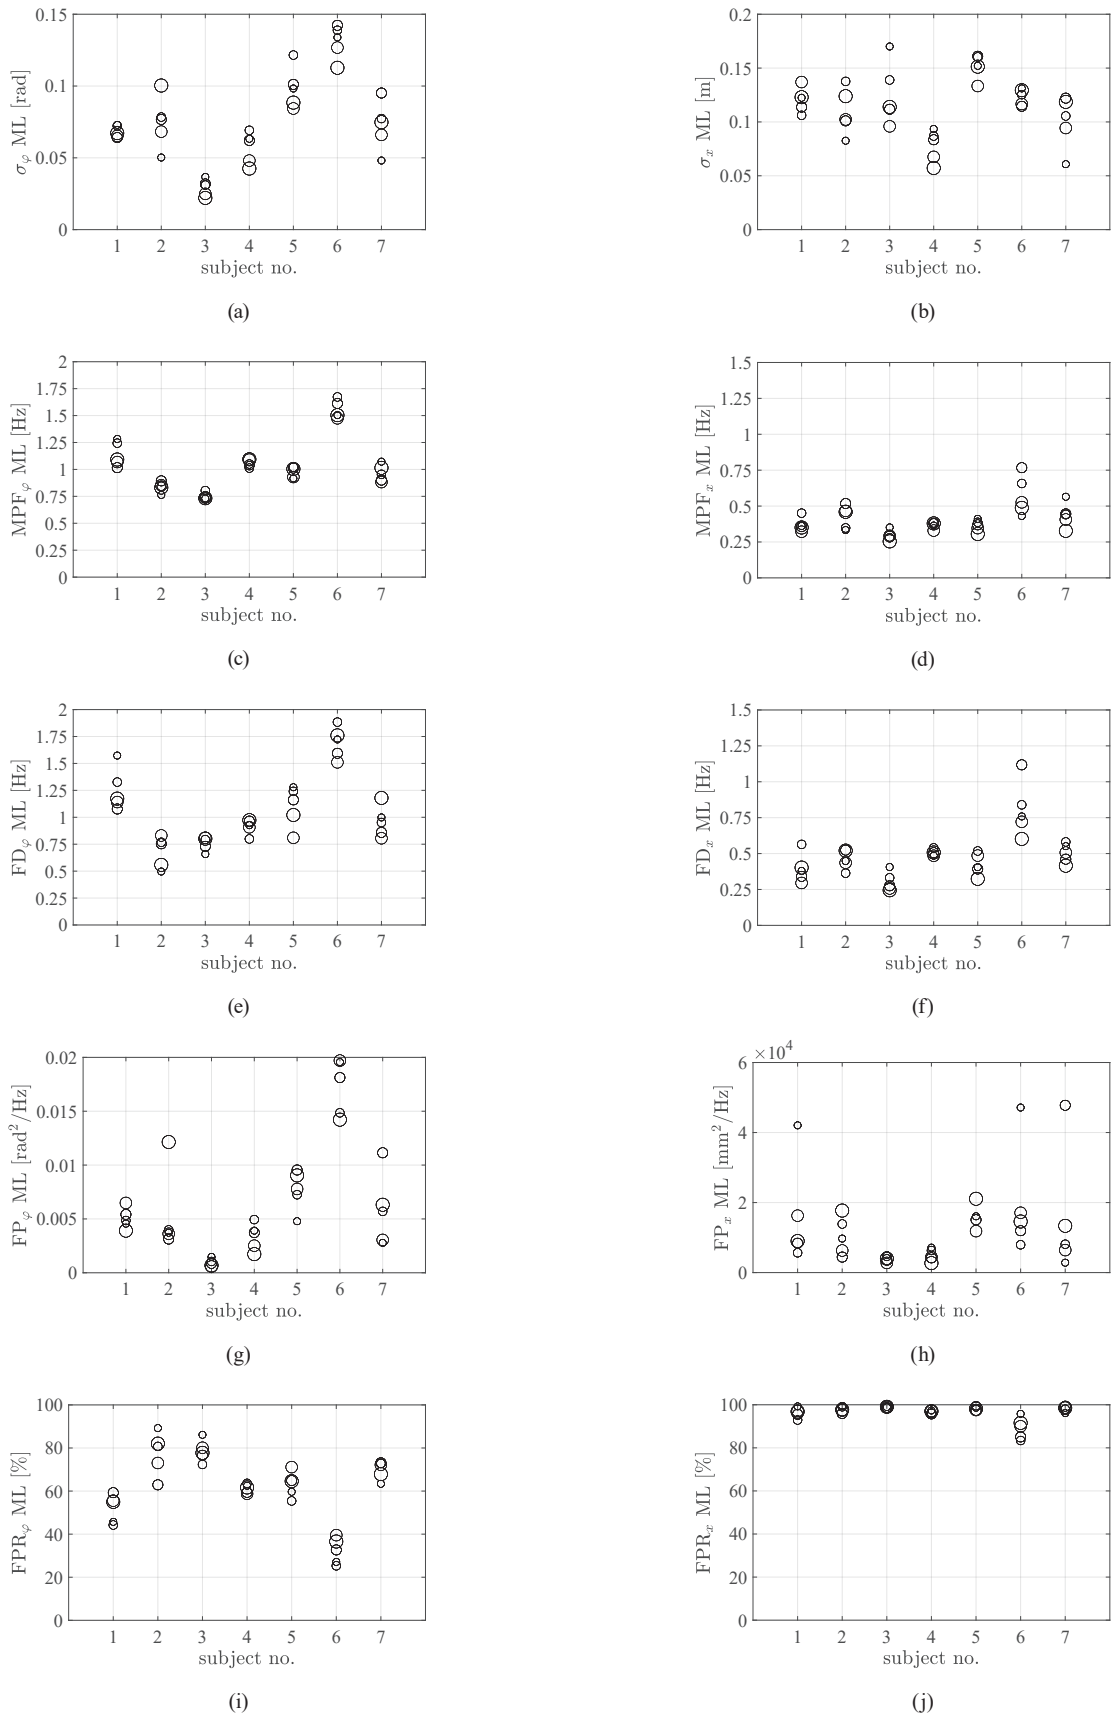 0.15
0.1
0.05
0
σφ ML [rad]
1 2 3 4 5 6 7
subject no.
(a)
0.2
0.15
0.1
0.05
0
σx ML [m]
1 2 3 4 5 6 7
subject no.
(b)
2
1.75
1.5
1.25
1
0.75
0.5
0.25
0
MPFφ ML [Hz]
1 2 3 4 5 6 7
subject no.
(c)
1.5
1.25
1
0.75
0.5
0.25
0
MPFx ML [Hz]
1 2 3 4 5 6 7
subject no.
(d)
2
1.75
1.5
1.25
1
0.75
0.5
0.25
0
FDφ ML [Hz]
1 2 3 4 5 6 7
subject no.
(e)
1.5
1.25
1
0.75
0.5
0.25
0
FDx ML [Hz]
1 2 3 4 5 6 7
subject no.
(f)
0.02
0.015
0.01
0.005
0
FPφ ML [rad²/Hz]
1 2 3 4 5 6 7
subject no.
(g)
×10⁴
6
4
2
0
FPx ML [mm²/Hz]
1 2 3 4 5 6 7
subject no.
(h)
100
80
60
40
20
0
FPRφ ML [%]
1 2 3 4 5 6 7
subject no.
(i)
100
80
60
40
20
0
FPRx ML [%]
1 2 3 4 5 6 7
subject no.
(j)